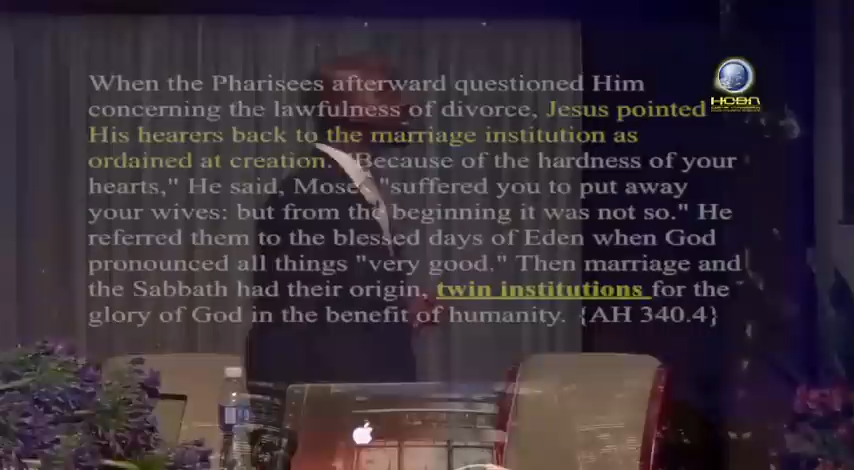 When the Pharisees afterward questioned Him
concerning the lawfulness of divorce, Jesus pointed
His hearers back to the marriage institution as
ordained at creation. "Because of the hardness of your
hearts," He said, Moses "suffered you to put away
your wives: but from the beginning it was not so." He
referred them to the blessed days of Eden when God
pronounced all things "very good." Then marriage and
the Sabbath had their origin, twin institutions for the
glory of God in the benefit of humanity. {AH 340.4}
HCBN